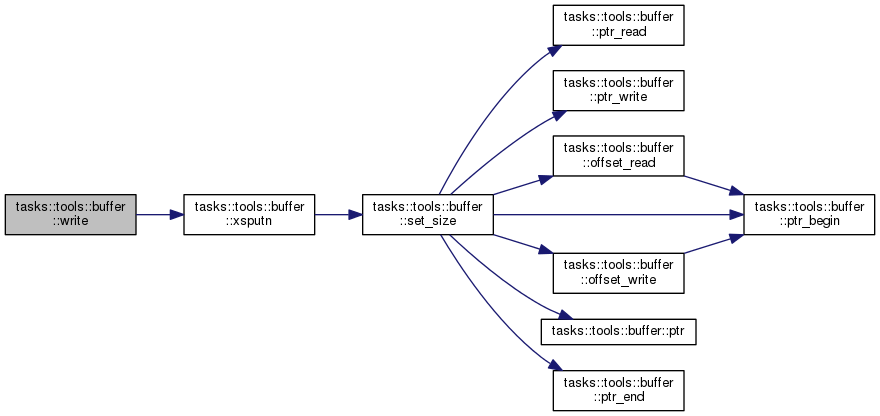 tasks::tools::buffer
::write
tasks::tools::buffer
::xsputn
tasks::tools::buffer
::set_size
tasks::tools::buffer
::ptr_read
tasks::tools::buffer
::ptr_write
tasks::tools::buffer
::offset_read
tasks::tools::buffer
::ptr_begin
tasks::tools::buffer
::offset_write
tasks::tools::buffer::ptr
tasks::tools::buffer
::ptr_end